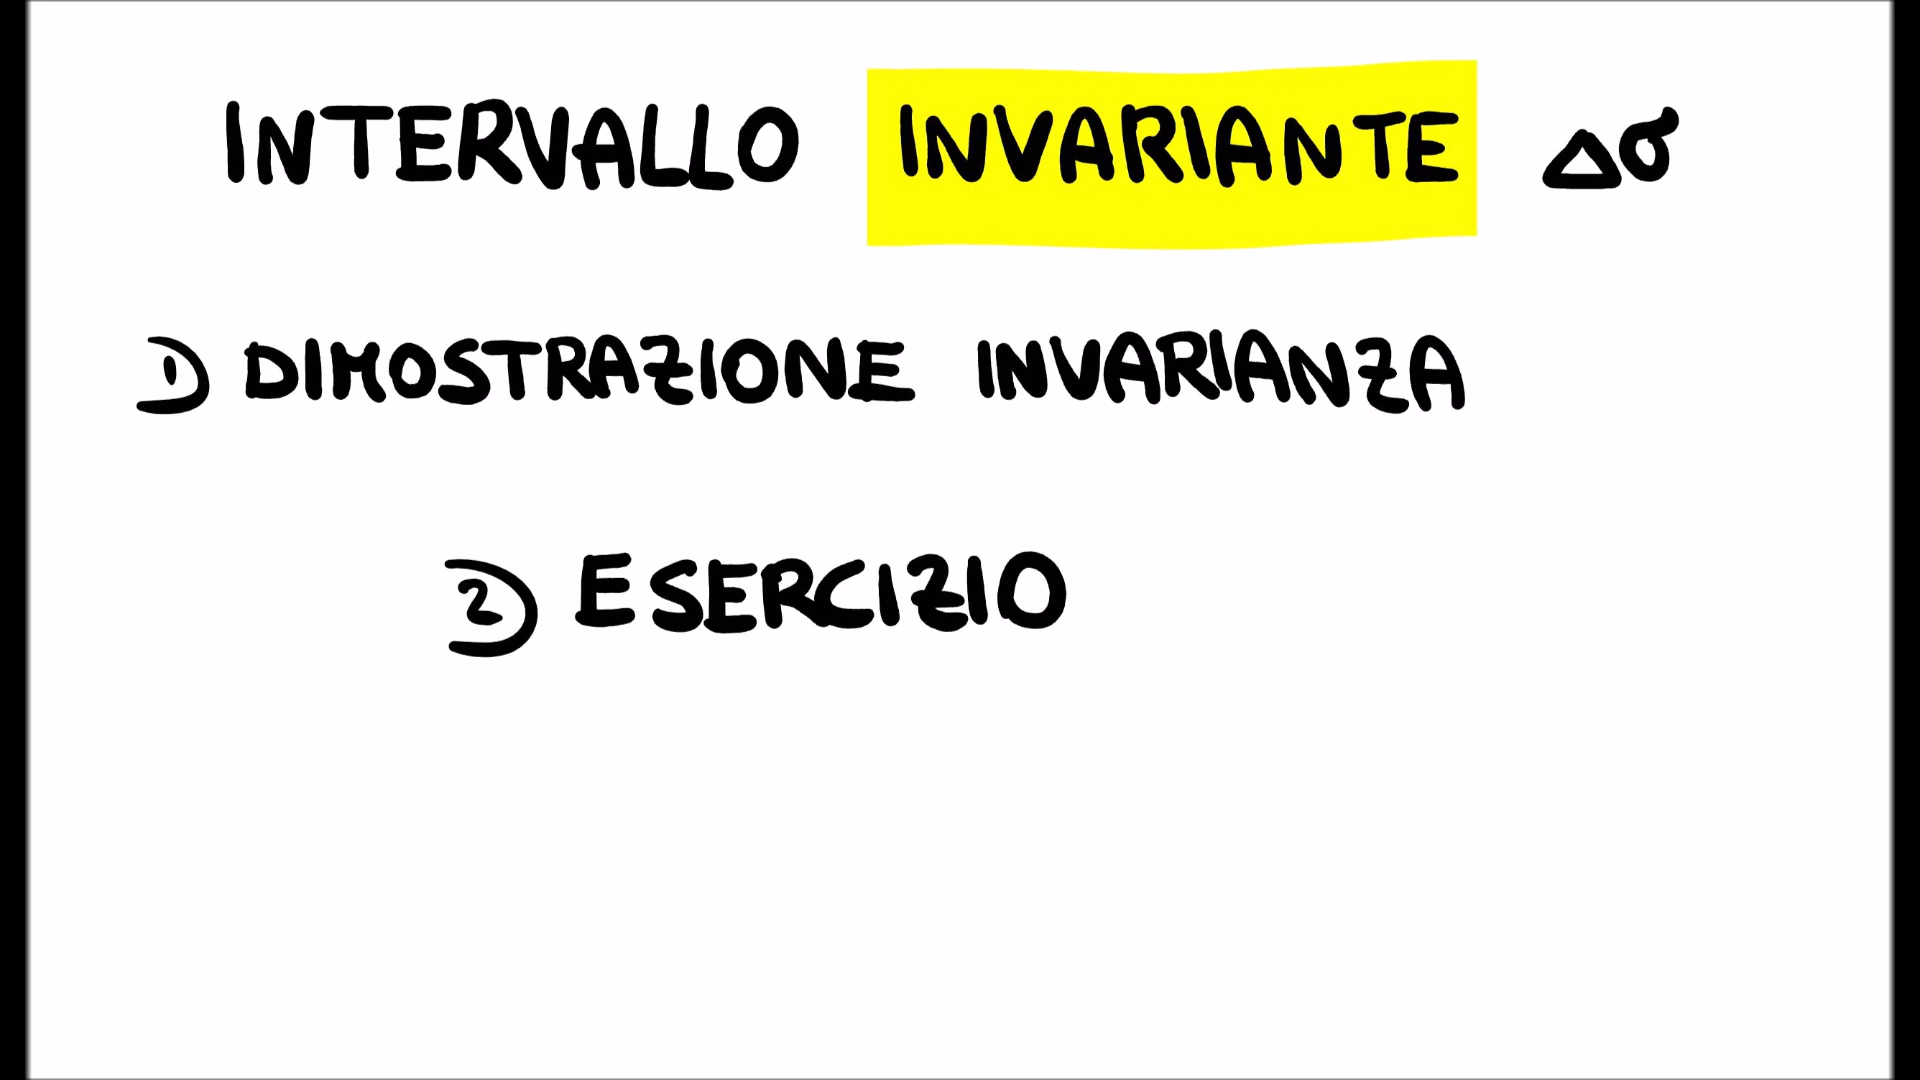 INTERVALLO INVARIANTE Δσ
1) DIMOSTRAZIONE INVARIANZA
2) ESERCIZIO